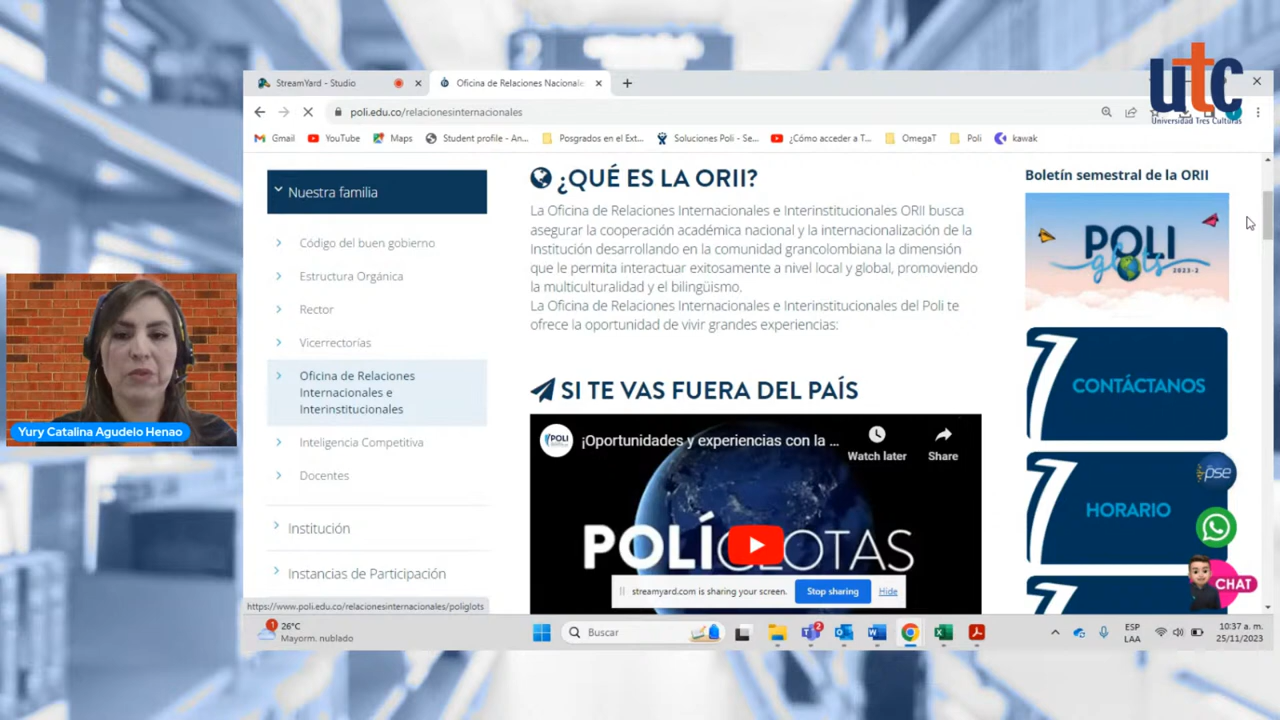 utc
Universidad Tres Culturas
StreamYard - Studio
Oficina de Relaciones Nacionale
poli.edu.co/relacionesinternacionales
Gmail
YouTube
Maps
Student profile - An...
Posgrados en el Ext...
Soluciones Poli - Se...
¿Cómo acceder a T...
OmegaT
Poli
kawak
Nuestra familia
Código del buen gobierno
Estructura Orgánica
Rector
Vicerrectorías
Oficina de Relaciones
Internacionales e
Interinstitucionales
Inteligencia Competitiva
Docentes
Institución
Instancias de Participación
https://www.poli.edu.co/relacionesinternacionales/poliglots
¿QUÉ ES LA ORII?
La Oficina de Relaciones Internacionales e Interinstitucionales ORII busca
asegurar la cooperación académica nacional y la internacionalización de la
Institución desarrollando en la comunidad grancolombiana la dimensión
que le permita interactuar exitosamente a nivel local y global, promoviendo
la multiculturalidad y el bilingüismo.
La Oficina de Relaciones Internacionales e Interinstitucionales del Poli te
ofrece la oportunidad de vivir grandes experiencias:
SI TE VAS FUERA DEL PAÍS
POLI
¡Oportunidades y experiencias con la ...
Watch later
Share
POLÍGLOTAS
streamyard.com is sharing your screen.
Stop sharing
Hide
Boletín semestral de la ORII
POLI
glots
2023-2
CONTÁCTANOS
HORARIO
pse
CHAT
Yury Catalina Agudelo Henao
1
26°C
Mayorm. nublado
Buscar
2
ESP
LAA
10:37 a. m.
25/11/2023